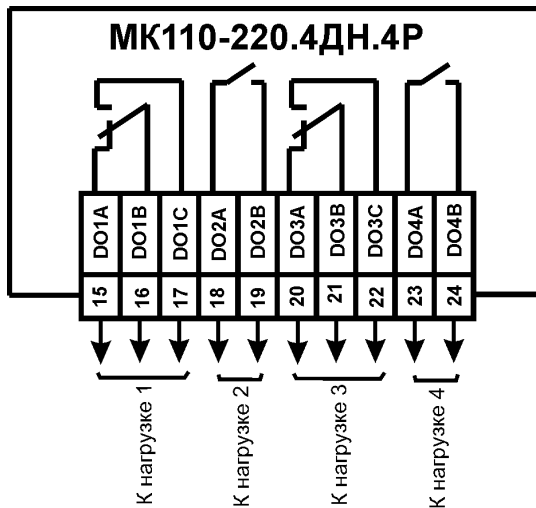 МК110-220.4ДН.4Р
DO1A
DO1B
DO1C
DO2A
DO2B
DO3A
DO3B
DO3C
DO4A
DO4B
15
16
17
18
19
20
21
22
23
24
К нагрузке 1
К нагрузке 2
К нагрузке 3
К нагрузке 4